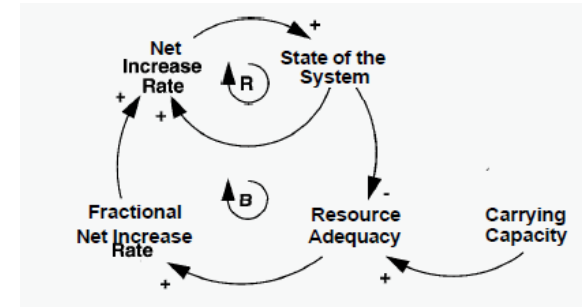 +
Net
Increase
Rate
State of the
System
R
+
+
B
-
Fractional
Net Increase
Rate
Resource
Adequacy
Carrying
Capacity
+
+